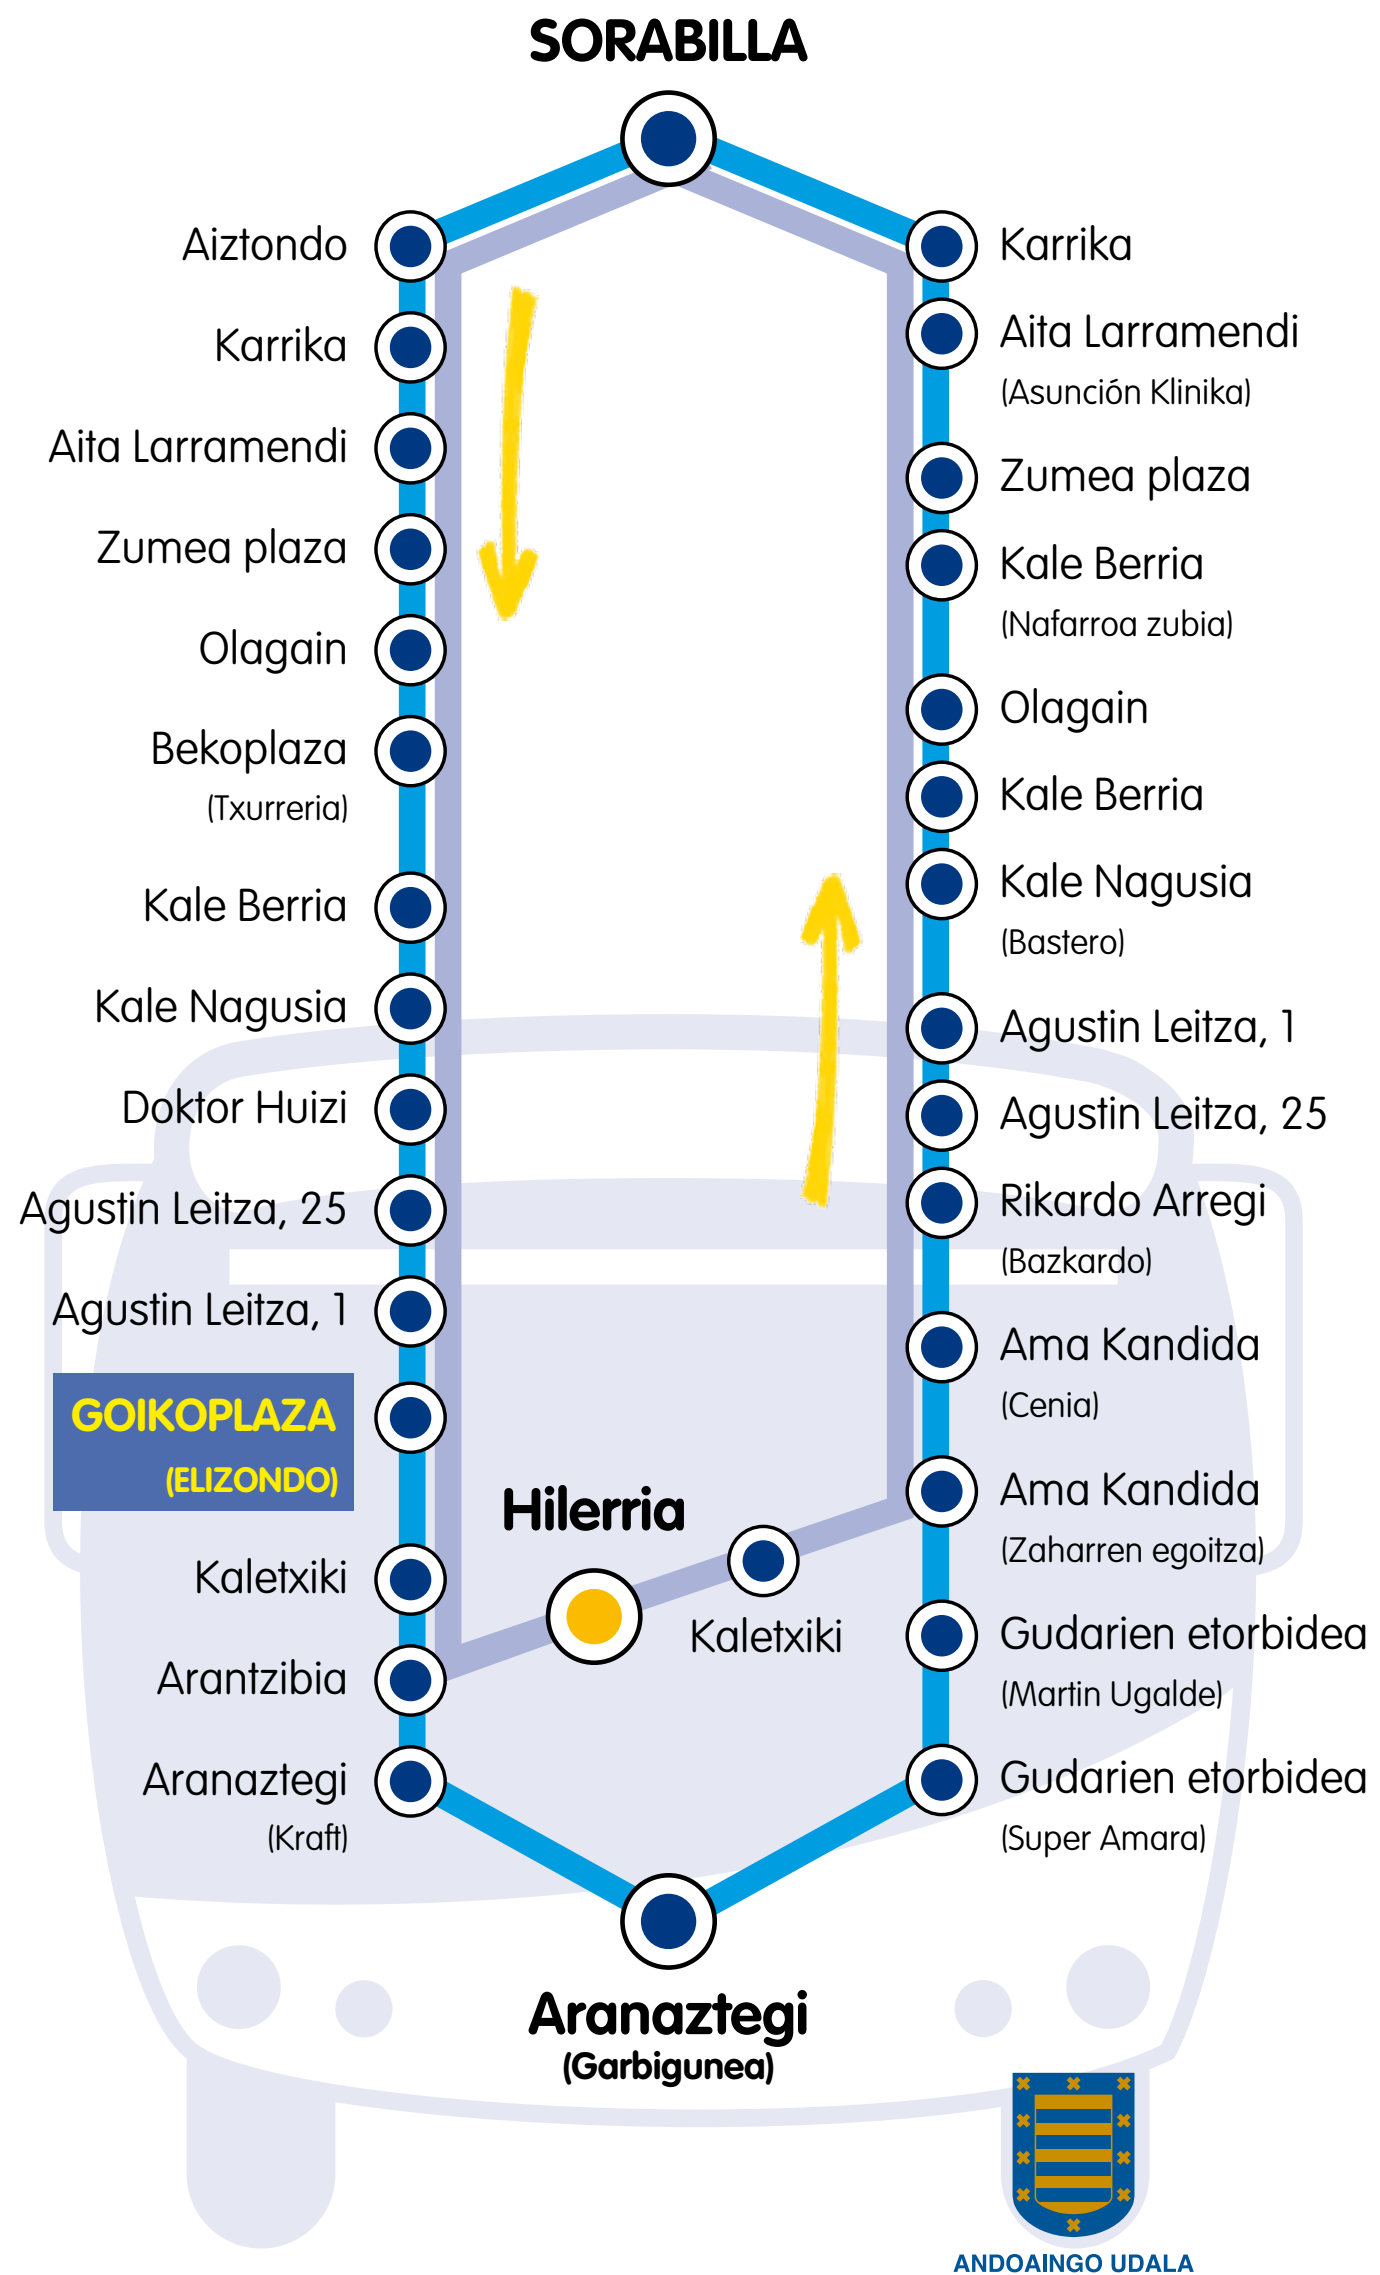 SORABILLA
Aiztondo
Karrika
Aita Larramendi
Zumea plaza
Olagain
Bekoplaza
(Txurreria)
Kale Berria
Kale Nagusia
Doktor Huizi
Agustin Leitza, 25
Agustin Leitza, 1
GOIKOPLAZA
(ELIZONDO)
Kaletxiki
Arantzibia
Aranaztegi
(Kraft)
Hilerria
Kaletxiki
Karrika
Aita Larramendi
(Asunción Klinika)
Zumea plaza
Kale Berria
(Nafarroa zubia)
Olagain
Kale Berria
Kale Nagusia
(Bastero)
Agustin Leitza, 1
Agustin Leitza, 25
Rikardo Arregi
(Bazkardo)
Ama Kandida
(Cenia)
Ama Kandida
(Zaharren egoitza)
Gudarien etorbidea
(Martin Ugalde)
Gudarien etorbidea
(Super Amara)
Aranaztegi
(Garbigunea)
ANDOAINGO UDALA